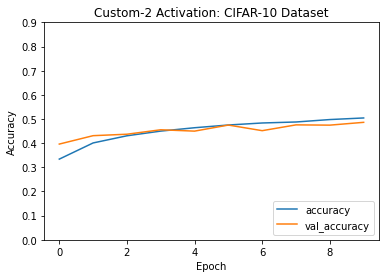 Custom-2 Activation: CIFAR-10 Dataset
0.9
0.8
0.7
0.6
0.5
0.4
0.3
0.2
0.1
0.0
Accuracy
0 2 4 6 8
Epoch
accuracy
val_accuracy